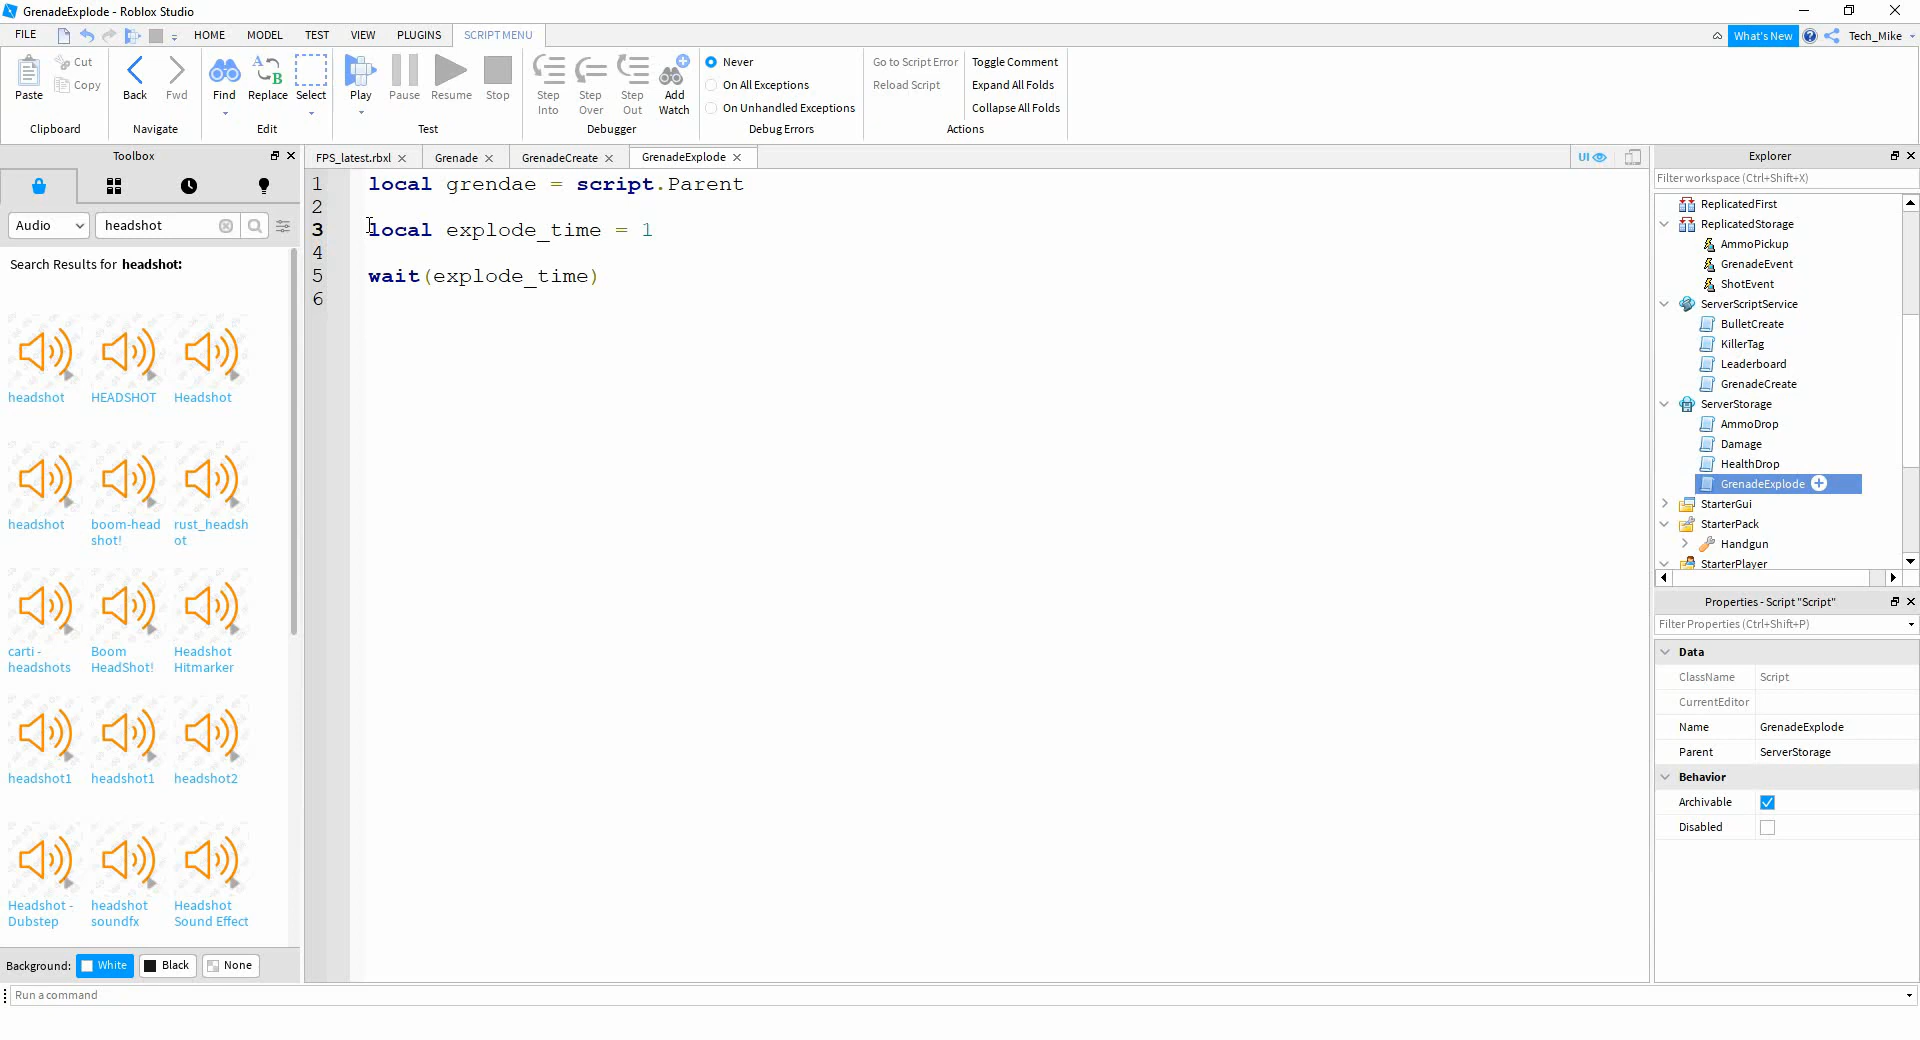 GrenadeExplode - Roblox Studio
FILE
HOME
MODEL
TEST
VIEW
PLUGINS
SCRIPT MENU
What's New
Tech_Mike
Paste
Cut
Copy
Clipboard
Back
Fwd
Navigate
Find
Replace
Select
Edit
Play
Pause
Resume
Stop
Test
Step Into
Step Over
Step Out
Add Watch
Debugger
Never
On All Exceptions
On Unhandled Exceptions
Debug Errors
Go to Script Error
Reload Script
Toggle Comment
Expand All Folds
Collapse All Folds
Actions
Toolbox
Audio
headshot
Search Results for headshot:
headshot
HEADSHOT
Headshot
headshot
boom-head
shot!
rust_headsh
ot
carti -
headshots
Boom
HeadShot!
Headshot
Hitmarker
headshot1
headshot1
headshot2
Headshot -
Dubstep
headshot
soundfx
Headshot
Sound Effect
Background:
White
Black
None
FPS_latest.rbxl
Grenade
GrenadeCreate
GrenadeExplode
UI
1 local grendae = script.Parent
2
3 local explode_time = 1
4
5 wait(explode_time)
6
Explorer
Filter workspace (Ctrl+Shift+X)
ReplicatedFirst
ReplicatedStorage
AmmoPickup
GrenadeEvent
ShotEvent
ServerScriptService
BulletCreate
KillerTag
Leaderboard
GrenadeCreate
ServerStorage
AmmoDrop
Damage
HealthDrop
GrenadeExplode
StarterGui
StarterPack
Handgun
StarterPlayer
Properties - Script "Script"
Filter Properties (Ctrl+Shift+P)
Data
ClassName Script
CurrentEditor
Name GrenadeExplode
Parent ServerStorage
Behavior
Archivable
Disabled
Run a command